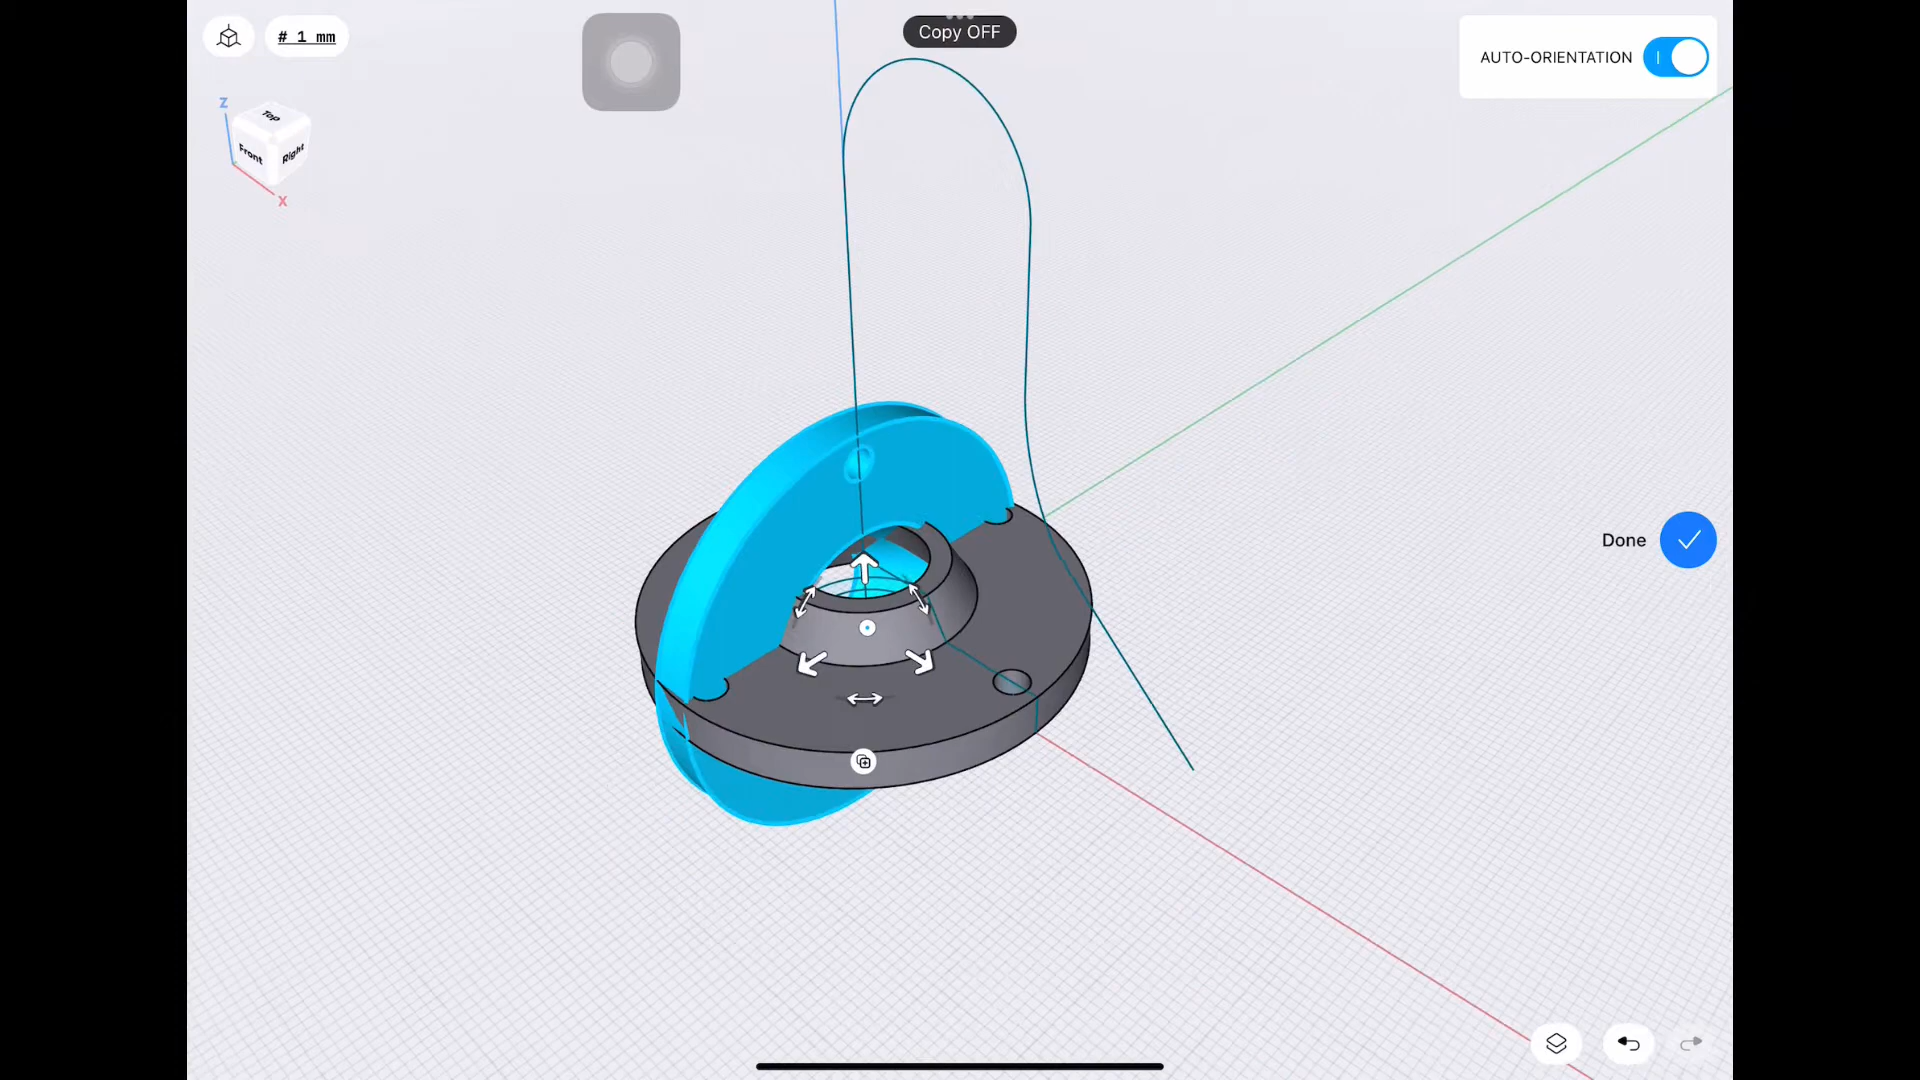 # 1 mm
Copy OFF
AUTO-ORIENTATION
Z
Top
Front
Right
X
Done